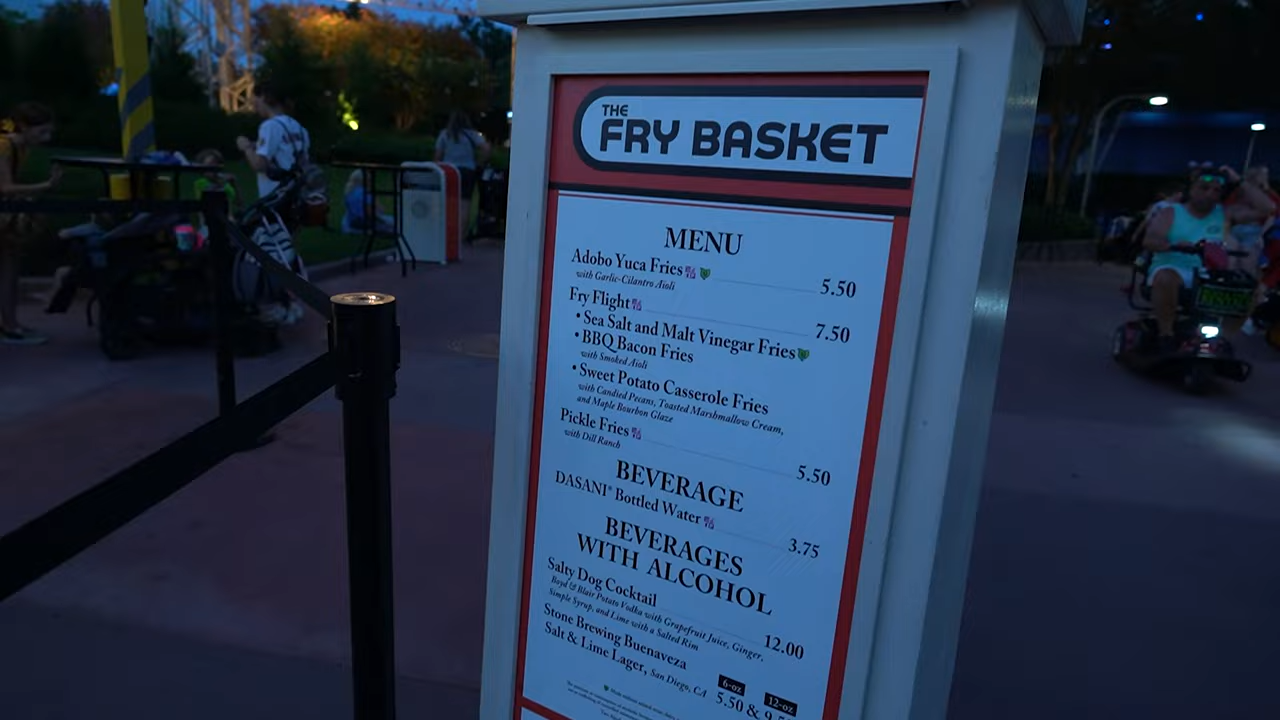 THE
FRY BASKET
MENU
Adobo Yuca Fries 5.50
with Garlic-Cilantro Aioli
Fry Flight 7.50
• Sea Salt and Malt Vinegar Fries
• BBQ Bacon Fries
with Smoked Aioli
• Sweet Potato Casserole Fries
with Candied Pecans, Toasted Marshmallow Cream,
and Maple Bourbon Glaze
Pickle Fries 5.50
with Dill Ranch
BEVERAGE
DASANI® Bottled Water 3.75
BEVERAGES
WITH ALCOHOL
Salty Dog Cocktail 12.00
Boyd & Blair Potato Vodka with Grapefruit Juice, Ginger,
Simple Syrup, and Lime with a Salted Rim
Stone Brewing Buenaveza
Salt & Lime Lager, San Diego, CA
6-oz 12-oz
5.50 &